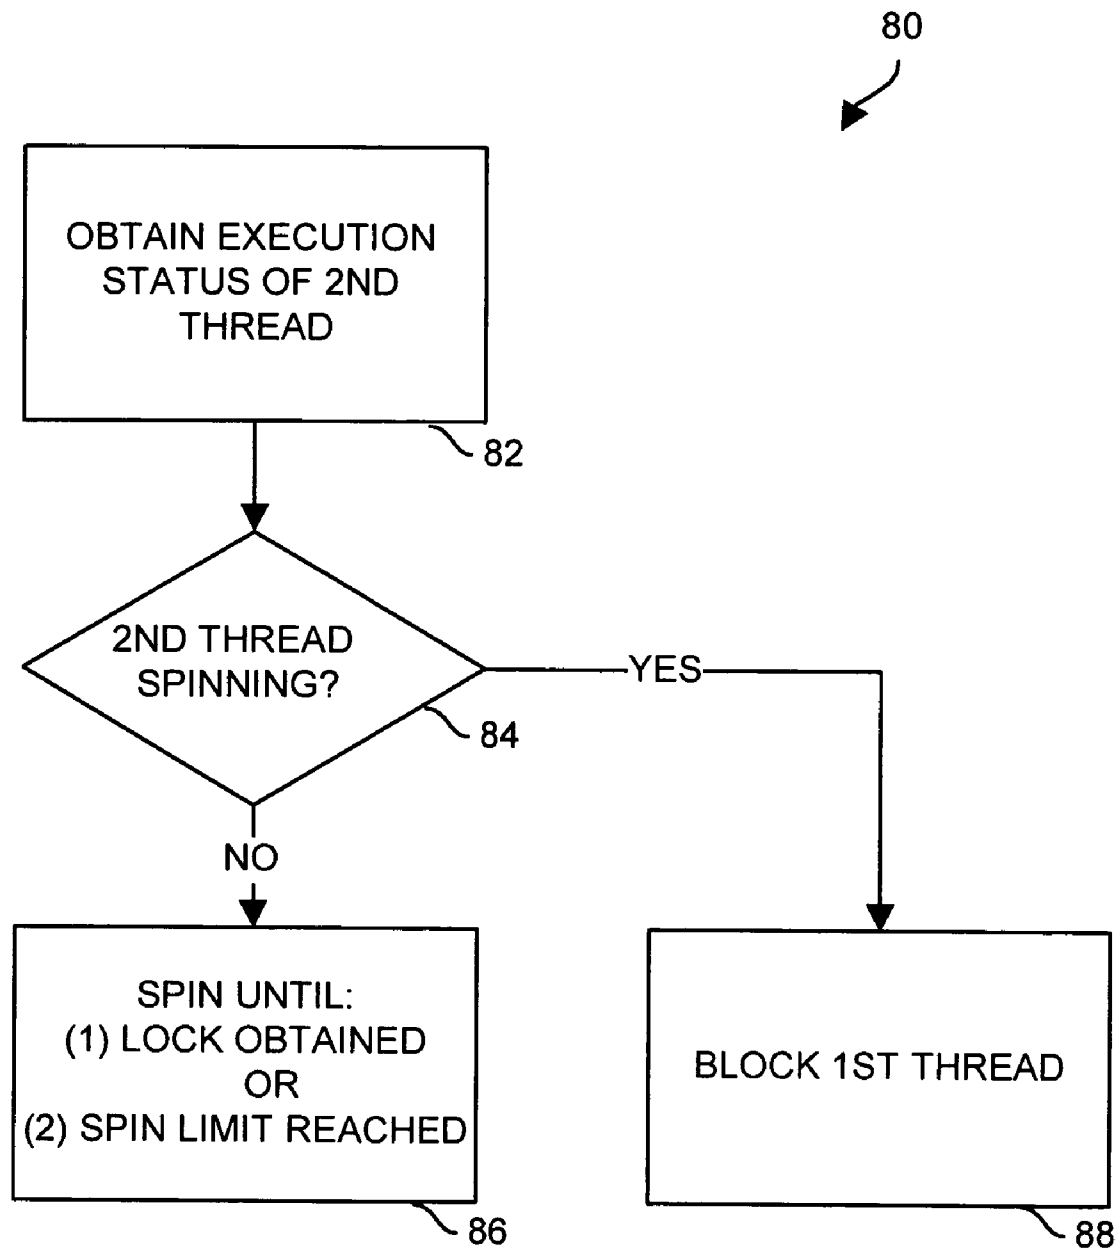 80
OBTAIN EXECUTION
STATUS OF 2ND
THREAD
82
2ND THREAD
SPINNING?
YES
84
NO
SPIN UNTIL:
(1) LOCK OBTAINED
OR
(2) SPIN LIMIT REACHED
86
BLOCK 1ST THREAD
88